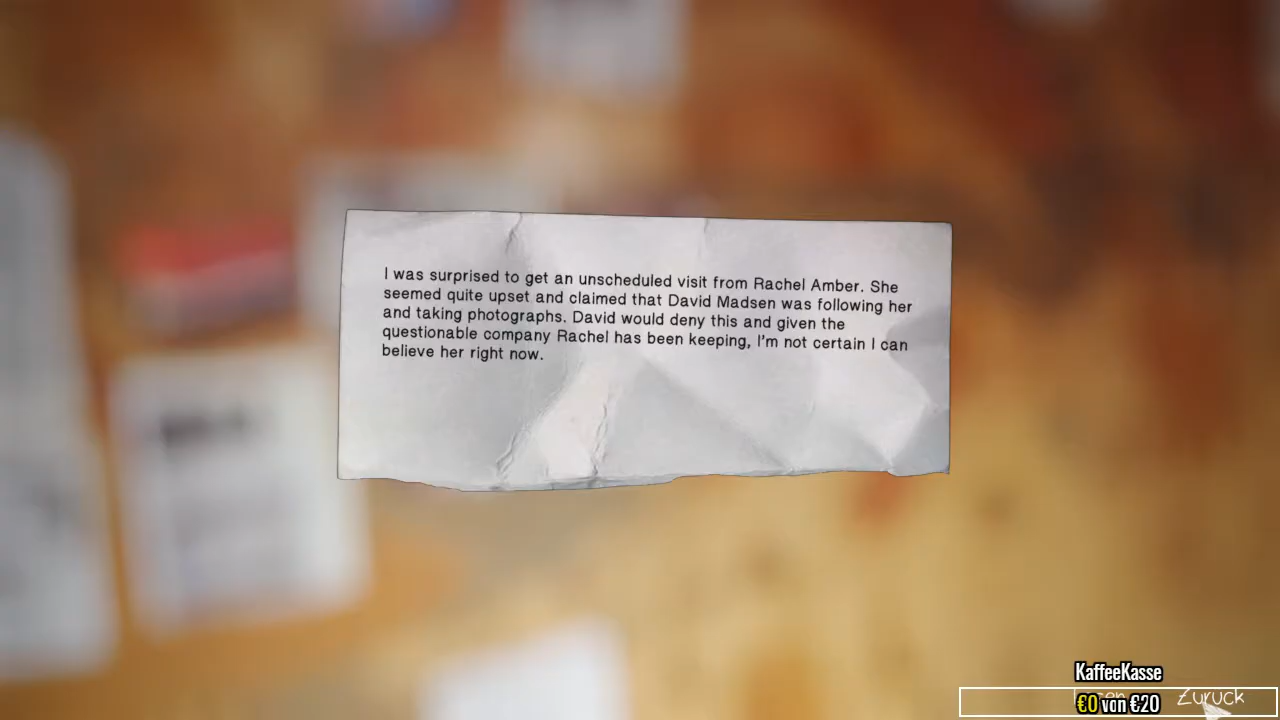 I was surprised to get an unscheduled visit from Rachel Amber. She
seemed quite upset and claimed that David Madsen was following her
and taking photographs. David would deny this and given the
questionable company Rachel has been keeping, I'm not certain I can
believe her right now.
KaffeeKasse
€0 von €20
Zurück